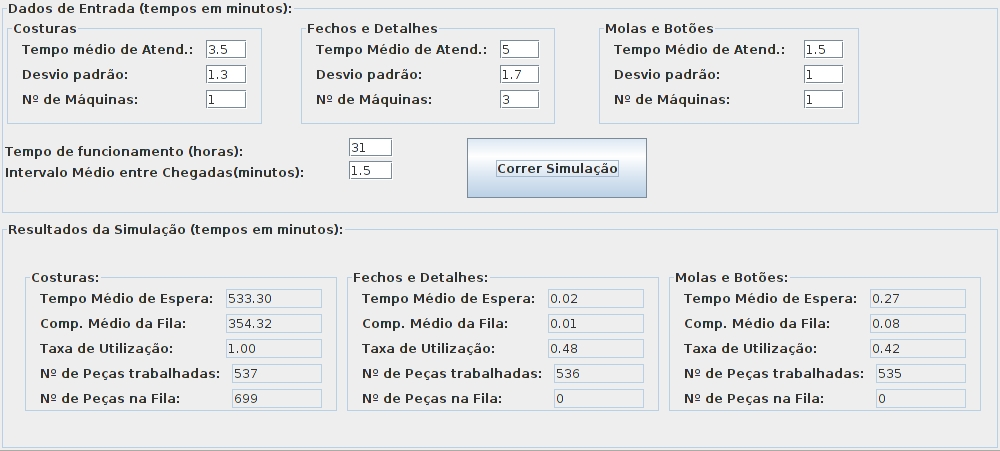 Dados de Entrada (tempos em minutos):
Costuras
Tempo médio de Atend.: 3.5
Desvio padrão: 1.3
Nº de Máquinas: 1
Fechos e Detalhes
Tempo Médio de Atend.: 5
Desvio padrão: 1.7
Nº de Máquinas: 3
Molas e Botões
Tempo Médio de Atend.: 1.5
Desvio padrão: 1
Nº de Máquinas: 1
Tempo de funcionamento (horas): 31
Intervalo Médio entre Chegadas(minutos): 1.5
Correr Simulação
Resultados da Simulação (tempos em minutos):
Costuras:
Tempo Médio de Espera: 533.30
Comp. Médio da Fila: 354.32
Taxa de Utilização: 1.00
Nº de Peças trabalhadas: 537
Nº de Peças na Fila: 699
Fechos e Detalhes:
Tempo Médio de Espera: 0.02
Comp. Médio da Fila: 0.01
Taxa de Utilização: 0.48
Nº de Peças trabalhadas: 536
Nº de Peças na Fila: 0
Molas e Botões:
Tempo Médio de Espera: 0.27
Comp. Médio da Fila: 0.08
Taxa de Utilização: 0.42
Nº de Peças trabalhadas: 535
Nº de Peças na Fila: 0